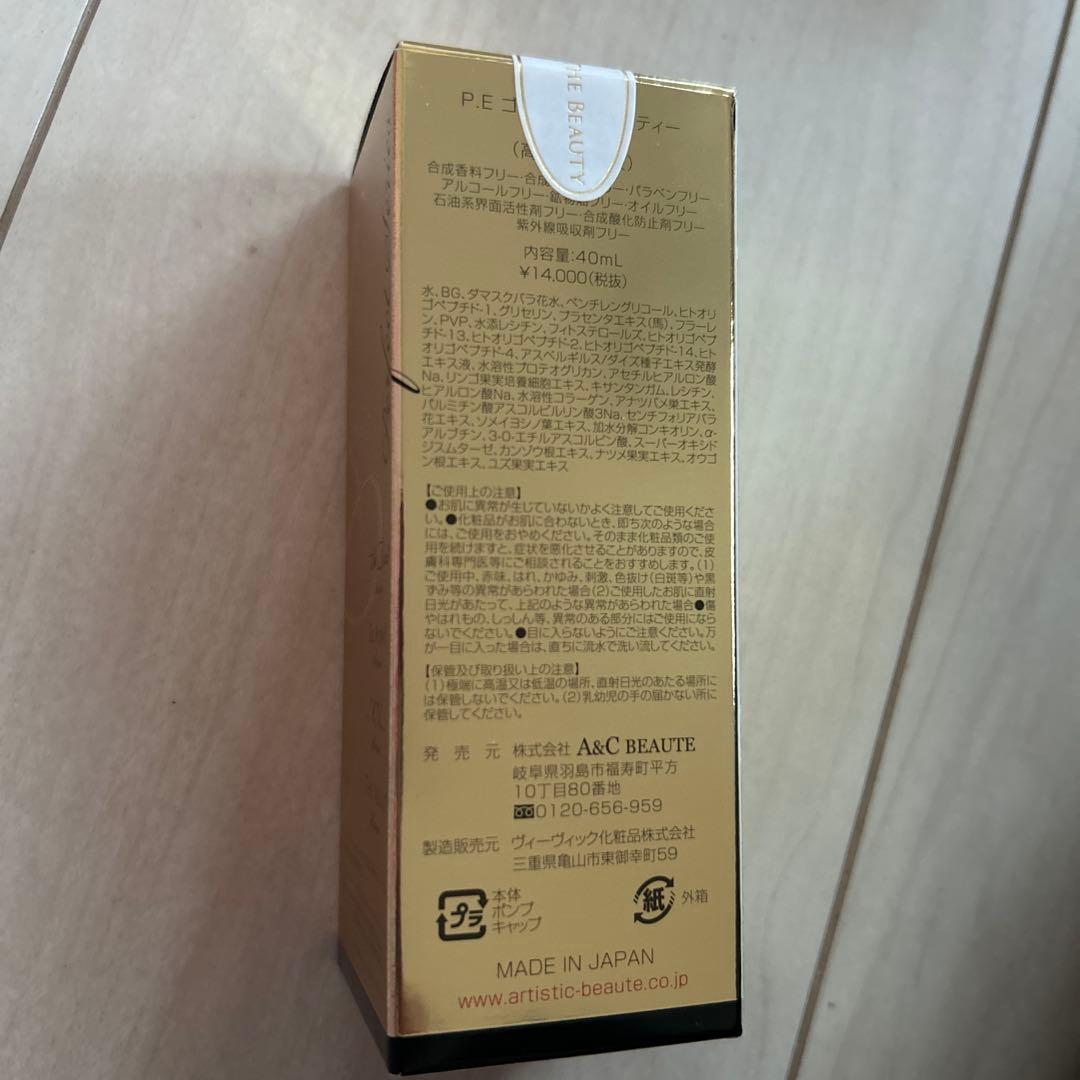 THE BEAUTY
P.E ゴ ティー
(高 )
合成香料フリー・合成 ー・パラベンフリー
アルコールフリー・鉱物油フリー・オイルフリー
石油系界面活性剤フリー・合成酸化防止剤フリー
紫外線吸収剤フリー
内容量:40mL
¥14,000(税抜)
水、BG、ダマスクバラ花水、ペンチレングリコール、ヒトオリ
ゴペプチド-1、グリセリン、プラセンタエキス(馬)、フラーレ
ン、PVP、水添レシチン、フィトステロールズ、ヒトオリゴペプ
チド-13、ヒトオリゴペプチド-2、ヒトオリゴペプチド-14、ヒト
オリゴペプチド-4、アスペルギルス/ダイズ種子エキス発酵
エキス液、水溶性プロテオグリカン、アセチルヒアルロン酸
Na、リンゴ果実培養細胞エキス、キサンタンガム、レシチン、
ヒアルロン酸Na、水溶性コラーゲン、アナツバメ巣エキス、
パルミチン酸アスコルビルリン酸3Na、センチフォリアバラ
花エキス、ソメイヨシノ葉エキス、加水分解コンキオリン、α-
アルブチン、3-O-エチルアスコルビン酸、スーパーオキシド
ジスムターゼ、カンゾウ根エキス、ナツメ果実エキス、オウゴ
ン根エキス、ユズ果実エキス
【ご使用上の注意】
●お肌に異常が生じていないかよく注意してご使用くださ
い。●化粧品がお肌に合わないとき、即ち次のような場合
には、ご使用をおやめください。そのまま化粧品類のご使
用を続けますと、症状を悪化させることがありますので、皮
膚科専門医等にご相談されることをおすすめします。(1)
ご使用中、赤味、はれ、かゆみ、刺激、色抜け(白斑等)や黒
ずみ等の異常があらわれた場合(2)ご使用したお肌に直射
日光があたって、上記のような異常があらわれた場合●傷
やはれもの、しっしん等、異常のある部分にはご使用になら
ないでください。●目に入らないようにご注意ください。万
が一目に入った場合は、直ちに流水で洗い流してください。
【保管及び取り扱い上の注意】
(1)極端に高温又は低温の場所、直射日光のあたる場所に
は保管しないでください。(2)乳幼児の手の届かない所に
保管してください。
発売元 株式会社 A&C BEAUTE
岐阜県羽島市福寿町平方
10丁目80番地
0120-656-959
製造販売元 ヴィーヴィック化粧品株式会社
三重県亀山市東御幸町59
プラ 本体
ポンプ
キャップ
紙 外箱
MADE IN JAPAN
www.artistic-beaute.co.jp